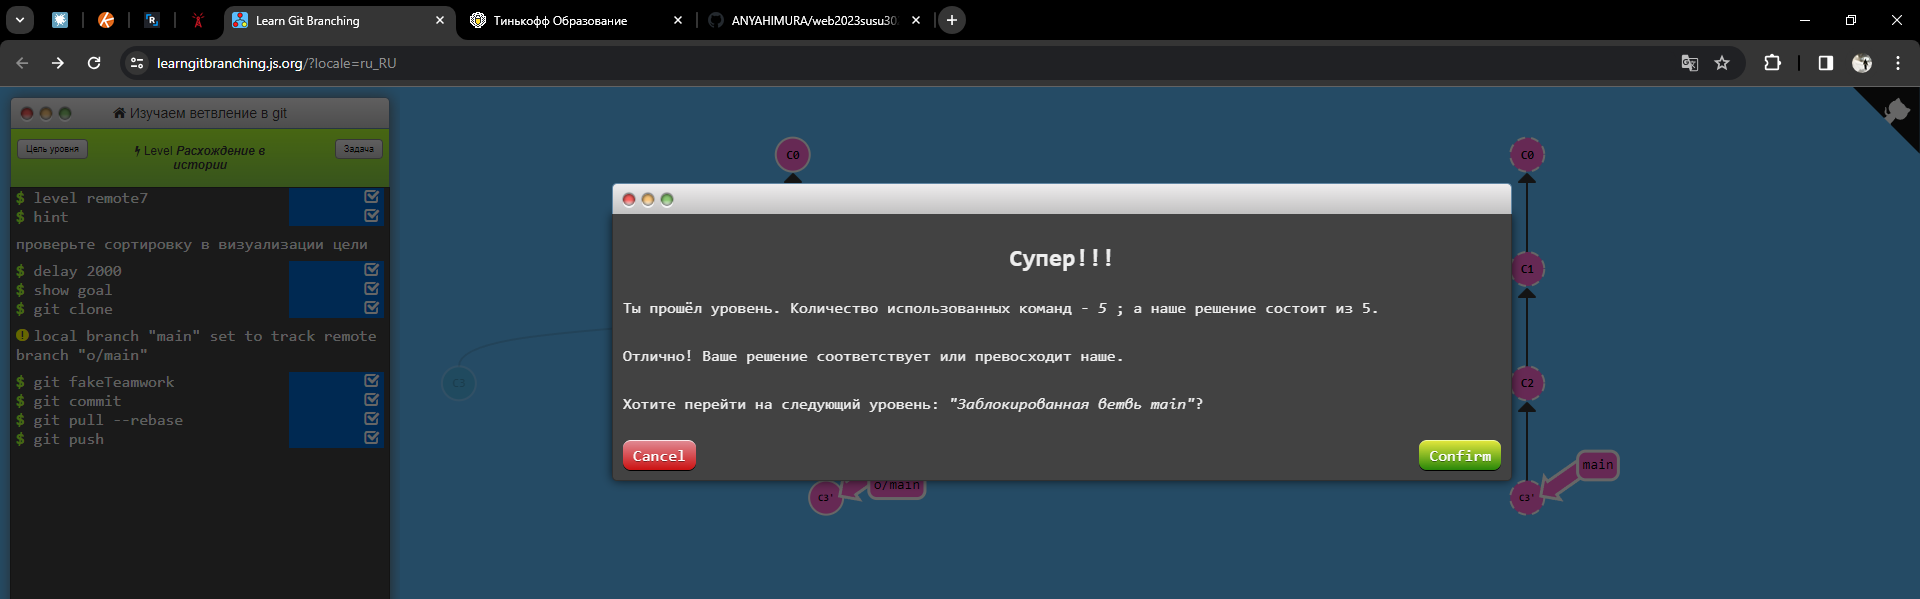 Learn Git Branching
Тинькофф Образование
ANYAHIMURA/web2023susu30
learngitbranching.js.org/?locale=ru_RU
Изучаем ветвление в git
Цель уровня
Level Расхождение в
истории
Задача
$ level remote7
$ hint
проверьте сортировку в визуализации цели
$ delay 2000
$ show goal
$ git clone
local branch "main" set to track remote
branch "o/main"
$ git fakeTeamwork
$ git commit
$ git pull --rebase
$ git push
C0
C3
Супер!!!
Ты прошёл уровень. Количество использованных команд - 5 ; а наше решение состоит из 5.
Отлично! Ваше решение соответствует или превосходит наше.
Хотите перейти на следующий уровень: "Заблокированная ветвь main"?
Cancel
Confirm
C3'
o/main
C0
C1
C2
main
C3'